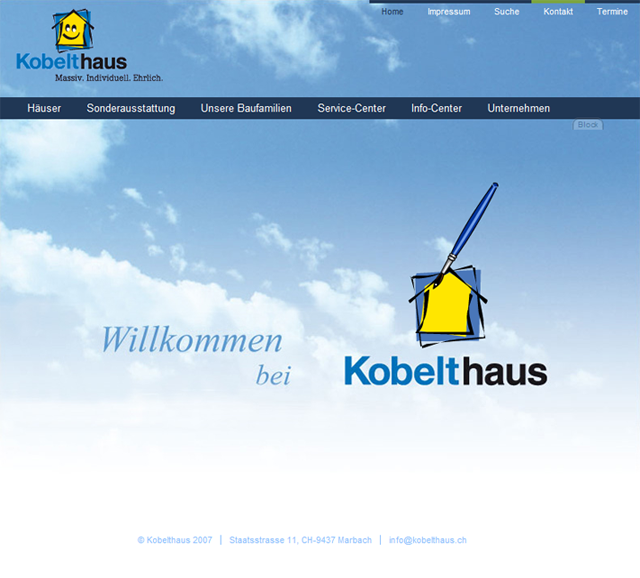 Home Impressum Suche Kontakt Termine
Kobelthaus
Massiv. Individuell. Ehrlich.
Häuser Sonderausstattung Unsere Baufamilien Service-Center Info-Center Unternehmen
Willkommen
bei
Kobelthaus
© Kobelthaus 2007 | Staatsstrasse 11, CH-9437 Marbach | info@kobelthaus.ch